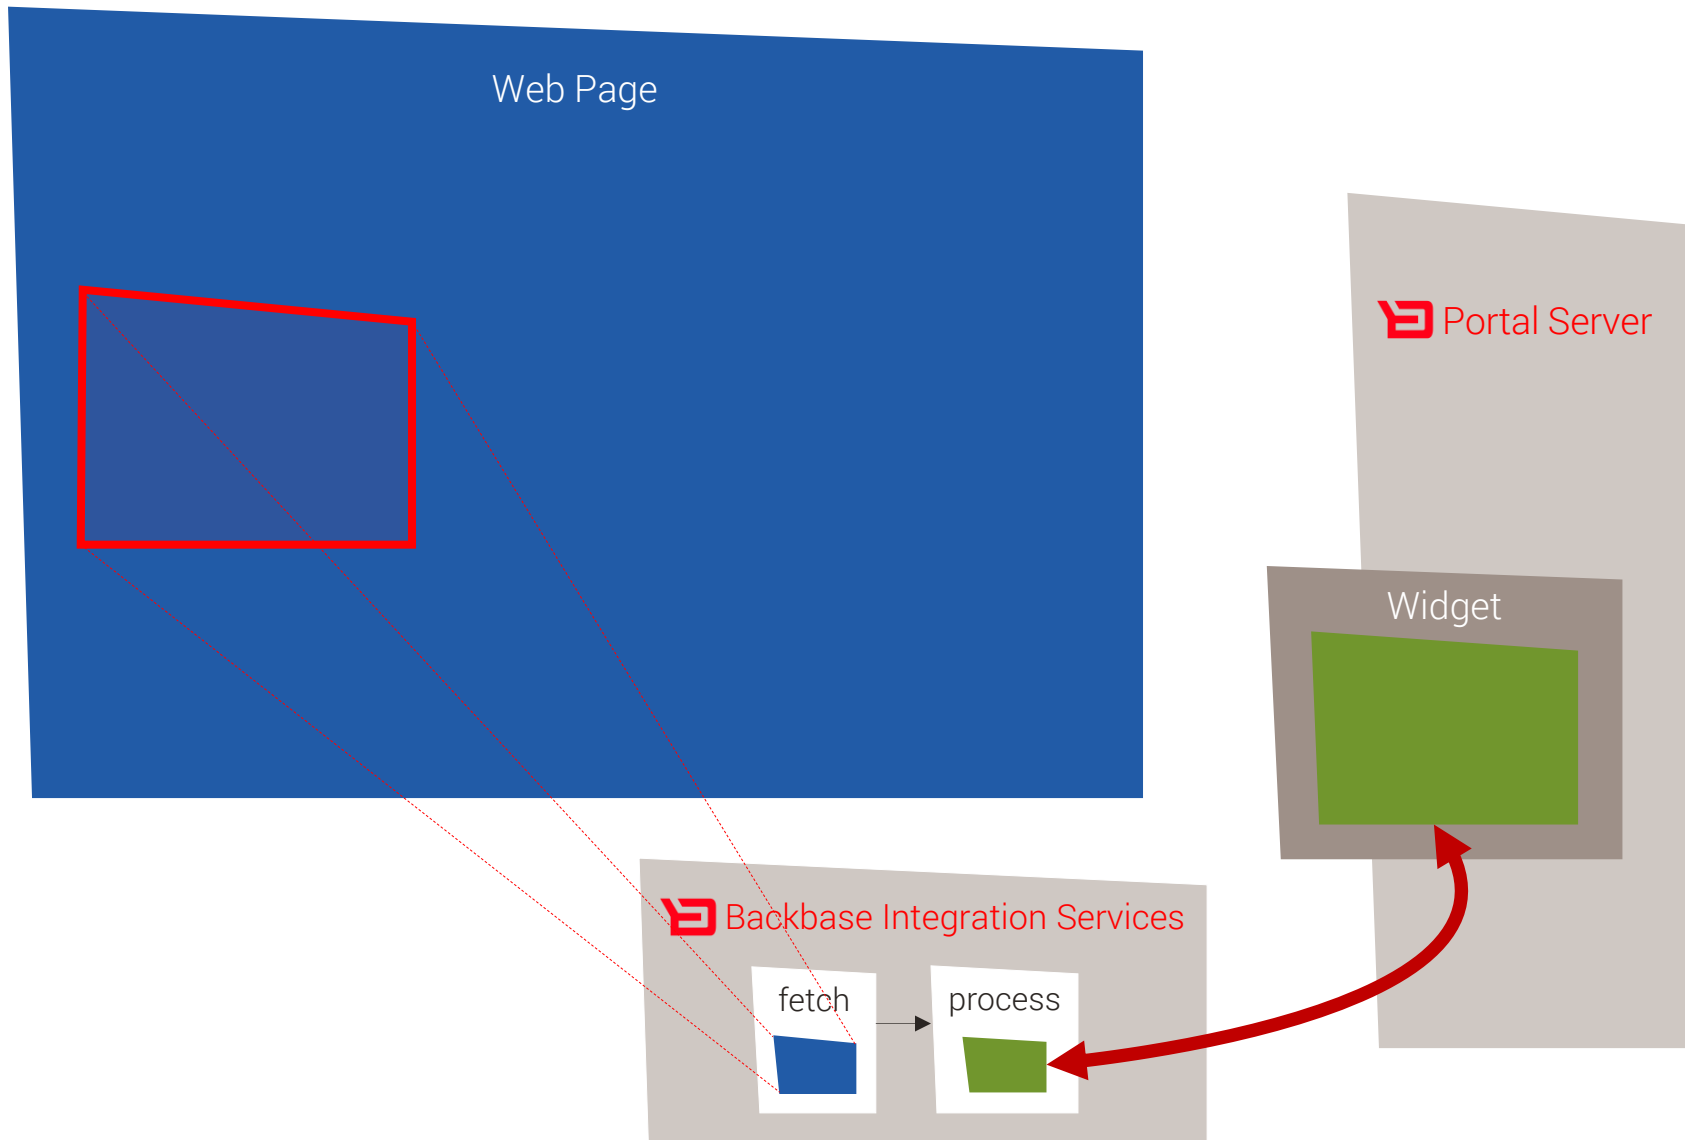 Web Page
Portal Server
Widget
Backbase Integration Services
fetch
process